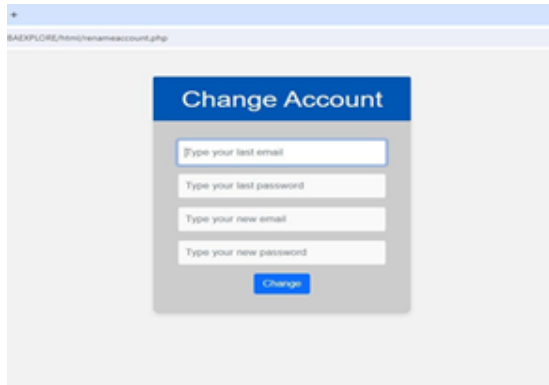 +
BAEXPLORE/html/renameaccount.php
Change Account
Type your last email
Type your last password
Type your new email
Type your new password
Change